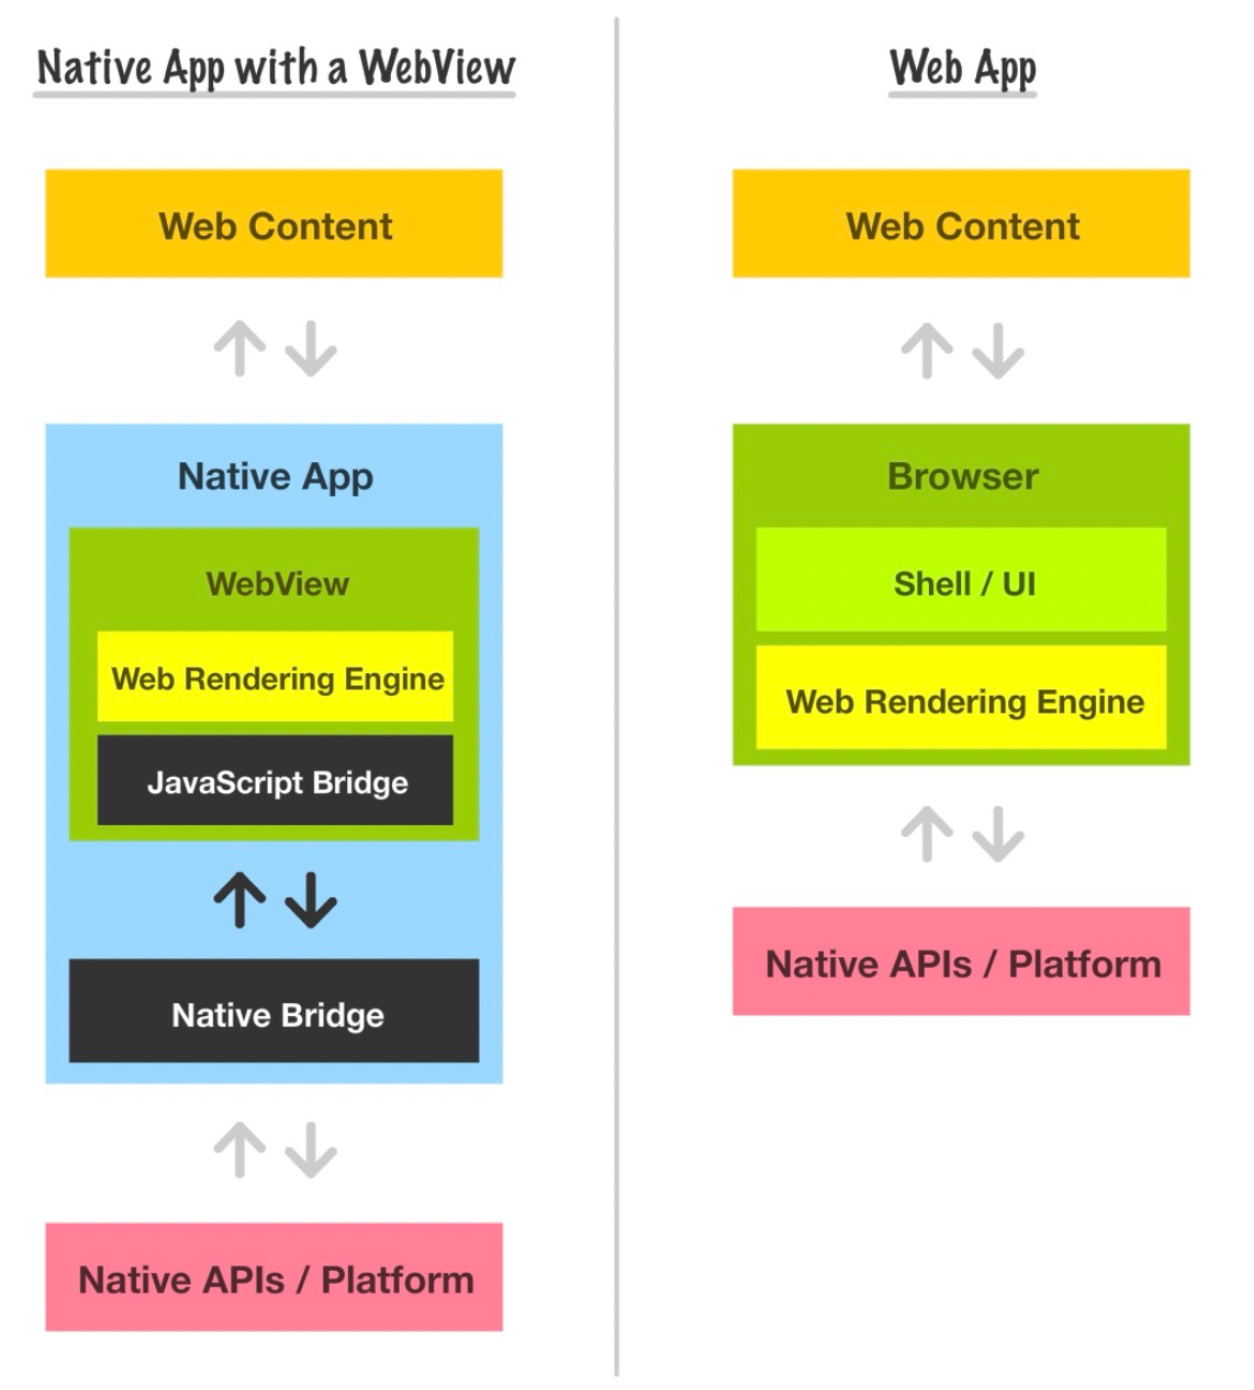 Native App with a WebView
Web Content
Native App
WebView
Web Rendering Engine
JavaScript Bridge
Native Bridge
Native APIs / Platform
Web App
Web Content
Browser
Shell / UI
Web Rendering Engine
Native APIs / Platform